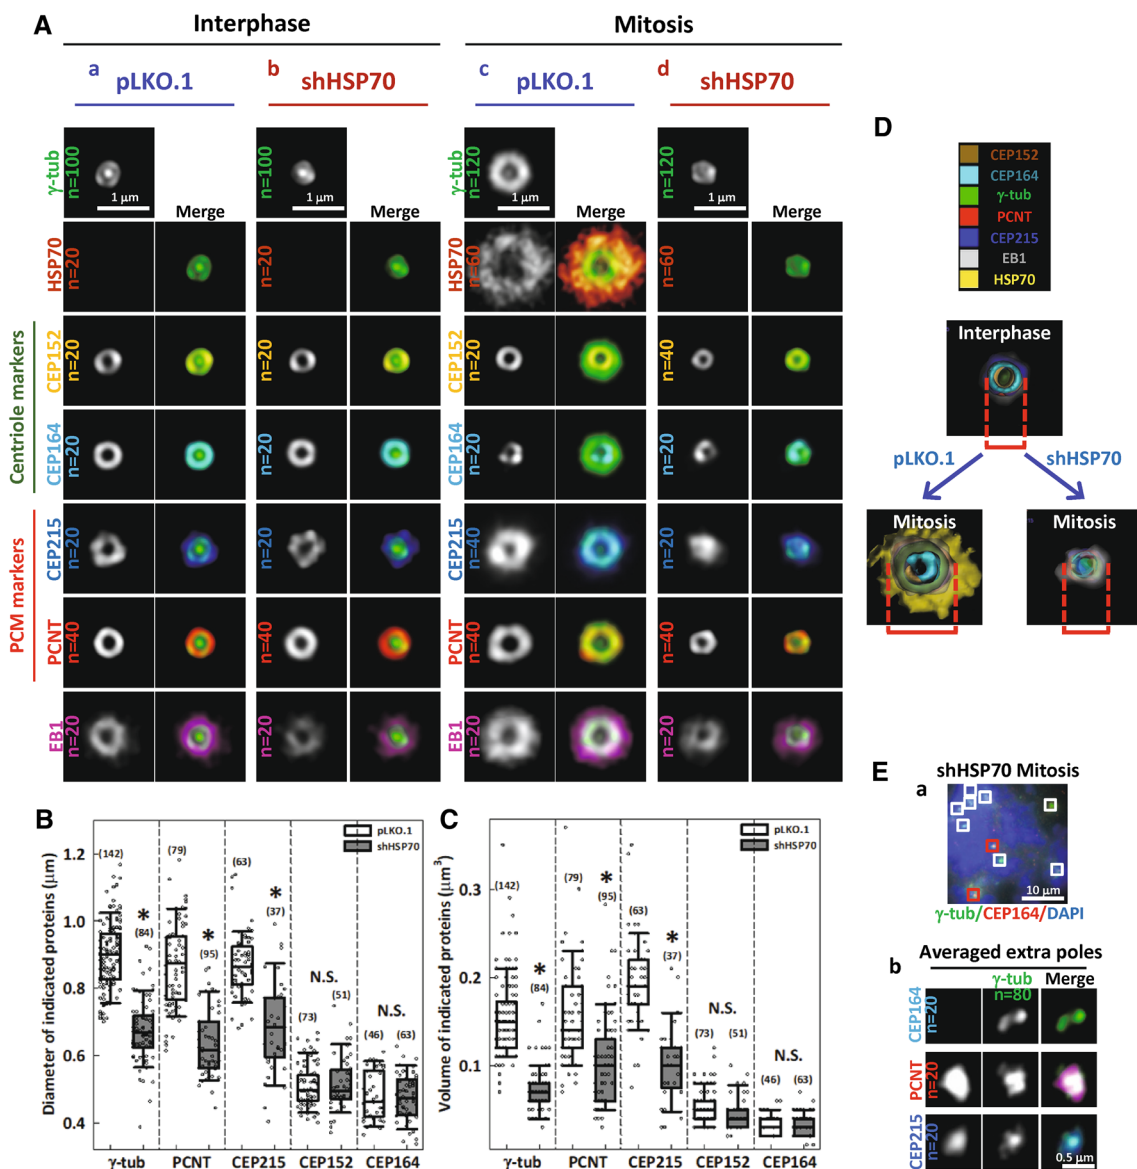 A
Interphase
Mitosis
a
pLKO.1
b
shHSP70
c
pLKO.1
d
shHSP70
γ-tub
n=100
1 μm
n=100
1 μm
γ-tub
n=120
1 μm
n=120
1 μm
Merge
Merge
Merge
Merge
HSP70
n=20
n=20
HSP70
n=60
n=60
Centriole markers
CEP152
n=20
n=20
CEP152
n=20
n=40
CEP164
n=20
n=20
CEP164
n=20
n=20
PCM markers
CEP215
n=20
n=20
CEP215
n=40
n=20
PCNT
n=40
n=40
PCNT
n=40
n=40
EB1
n=20
n=20
EB1
n=20
n=20
B
Diameter of indicated proteins (μm)
1.2
1.0
0.8
0.6
0.4
pLKO.1
shHSP70
(142)
*
(84)
(79)
*
(95)
(63)
*
(37)
N.S.
(73)
(51)
N.S.
(46)
(63)
γ-tub
PCNT
CEP215
CEP152
CEP164
C
Volume of indicated proteins (μm³)
0.3
0.2
0.1
pLKO.1
shHSP70
(142)
*
(84)
(79)
*
(95)
(63)
*
(37)
N.S.
(73)
(51)
N.S.
(46)
(63)
γ-tub
PCNT
CEP215
CEP152
CEP164
D
CEP152
CEP164
γ-tub
PCNT
CEP215
EB1
HSP70
Interphase
pLKO.1
shHSP70
Mitosis
Mitosis
E
shHSP70 Mitosis
a
10 μm
γ-tub/CEP164/DAPI
Averaged extra poles
b
γ-tub
n=80
Merge
CEP164
n=20
PCNT
n=20
CEP215
n=20
0.5 μm